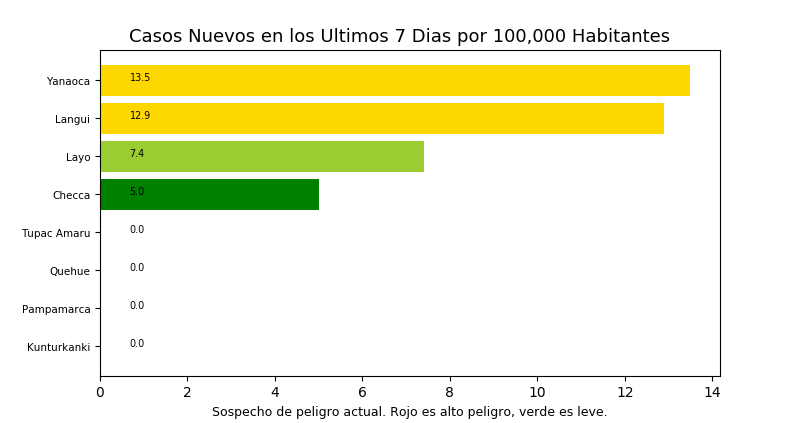 Casos Nuevos en los Ultimos 7 Dias por 100,000 Habitantes
Yanaoca 13.5
Langui 12.9
Layo 7.4
Checca 5.0
Tupac Amaru 0.0
Quehue 0.0
Pampamarca 0.0
Kunturkanki 0.0
0 2 4 6 8 10 12 14
Sospecho de peligro actual. Rojo es alto peligro, verde es leve.